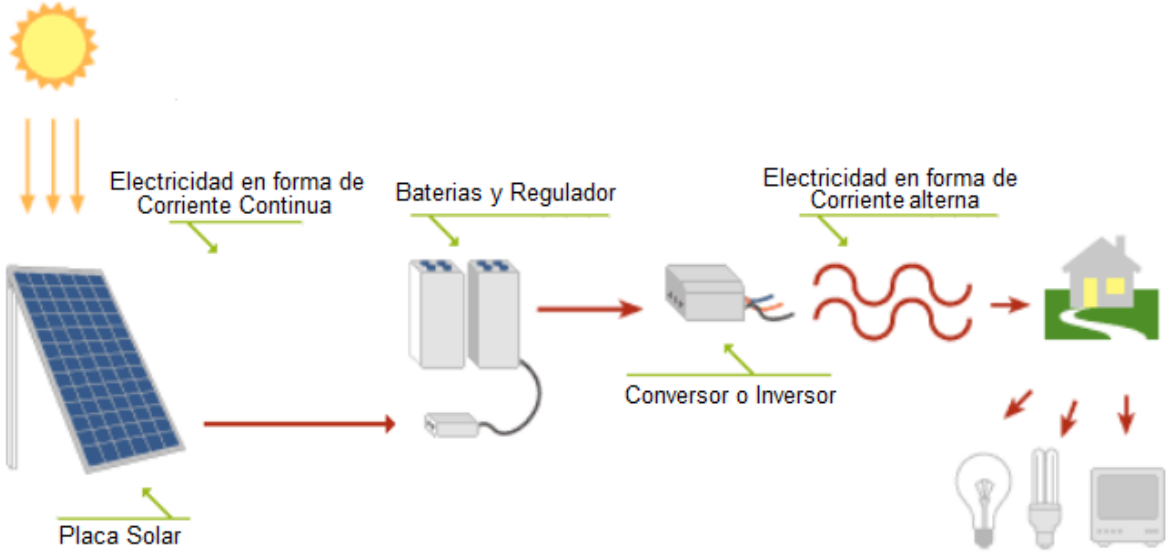 Electricidad en forma de
Corriente Continua
Baterias y Regulador
Electricidad en forma de
Corriente alterna
Conversor o Inversor
Placa Solar